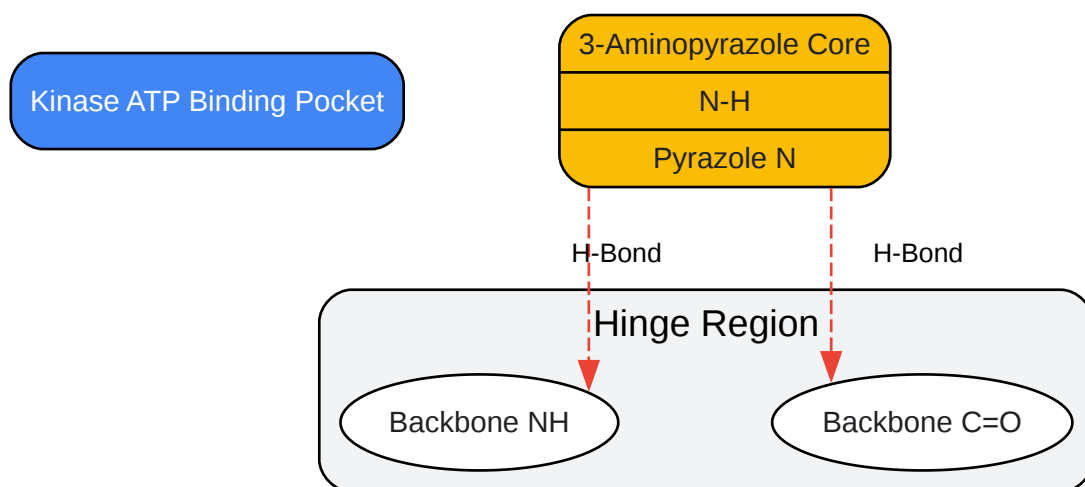 3-Aminopyrazole Core
Kinase ATP Binding Pocket
N-H
Pyrazole N
H-Bond
H-Bond
Hinge Region
Backbone NH
Backbone C=O